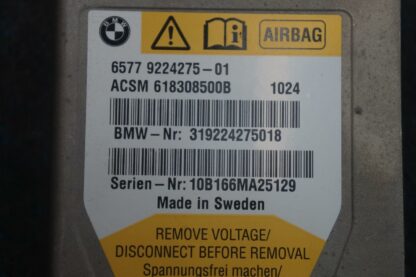 BMW
AIRBAG
6577 9224275-01
ACSM 618308500B 1024
BMW-Nr: 319224275018
Serien-Nr: 10B166MA25129
Made in Sweden
REMOVE VOLTAGE/
DISCONNECT BEFORE REMOVAL
Spannungsfrei machen/